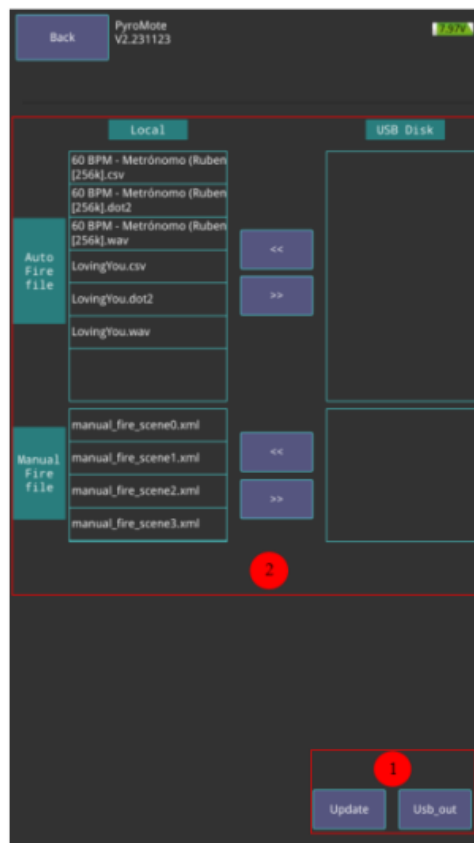 Back
PyroMote
V2.231123
7.97V
Local
USB Disk
60 BPM - Metrónomo (Ruben
[256k].csv
60 BPM - Metrónomo (Ruben
[256k].dot2
60 BPM - Metrónomo (Ruben
[256k].wav
LovingYou.csv
LovingYou.dot2
LovingYou.wav
Auto
Fire
file
<<
>>
manual_fire_scene0.xml
manual_fire_scene1.xml
manual_fire_scene2.xml
manual_fire_scene3.xml
Manual
Fire
file
<<
>>
2
1
Update
Usb_out